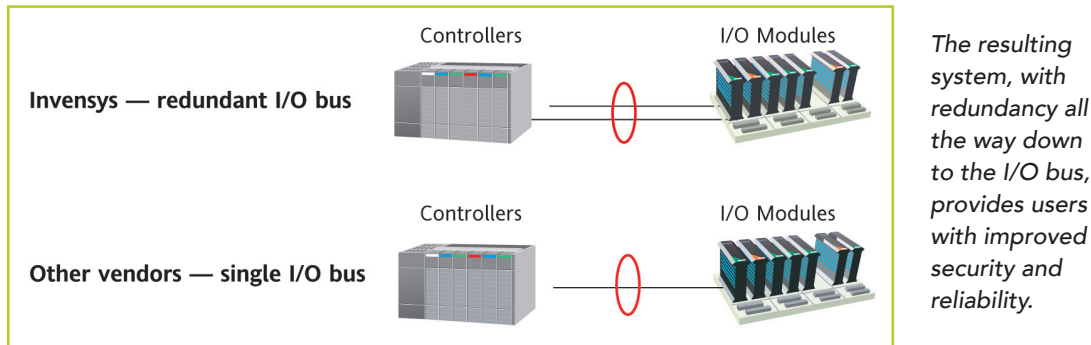 Controllers
I/O Modules
Invensys — redundant I/O bus
Controllers
I/O Modules
Other vendors — single I/O bus
The resulting
system, with
redundancy all
the way down
to the I/O bus,
provides users
with improved
security and
reliability.